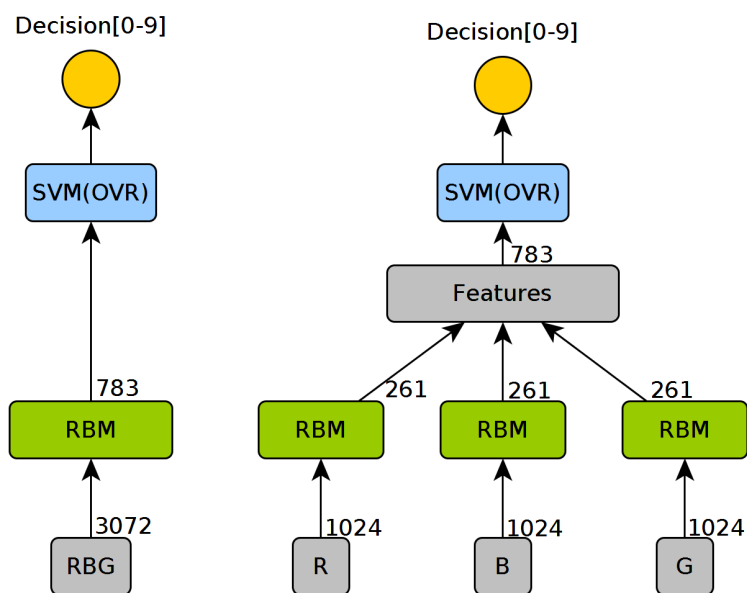 Decision[0-9]
SVM(OVR)
783
RBM
3072
RBG
Decision[0-9]
SVM(OVR)
783
Features
261
261
261
RBM
RBM
RBM
1024
1024
1024
R
B
G